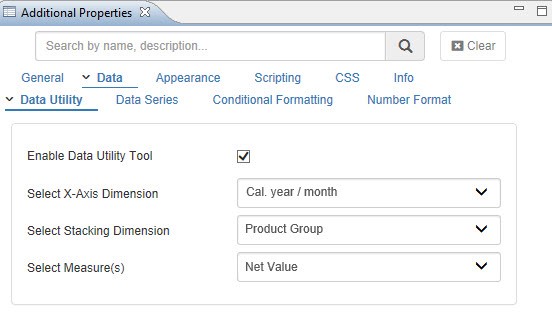 Additional Properties
Search by name, description...
Clear
General Data Appearance Scripting CSS Info
Data Utility Data Series Conditional Formatting Number Format
Enable Data Utility Tool
Select X-Axis Dimension Cal. year / month
Select Stacking Dimension Product Group
Select Measure(s) Net Value